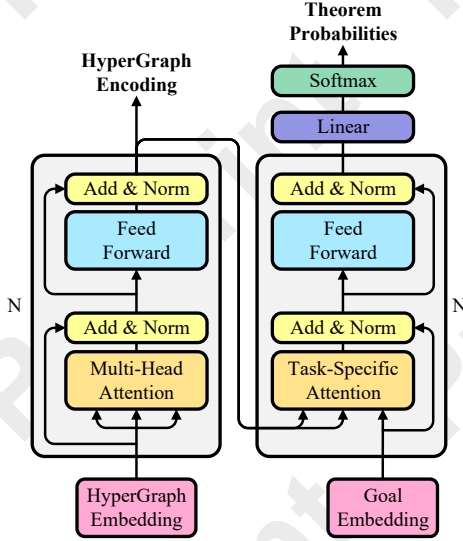 Theorem
Probabilities
HyperGraph
Encoding
Softmax
Linear
Add & Norm
Feed
Forward
Add & Norm
Multi-Head
Attention
N
HyperGraph
Embedding
Add & Norm
Feed
Forward
Add & Norm
Task-Specific
Attention
N
Goal
Embedding